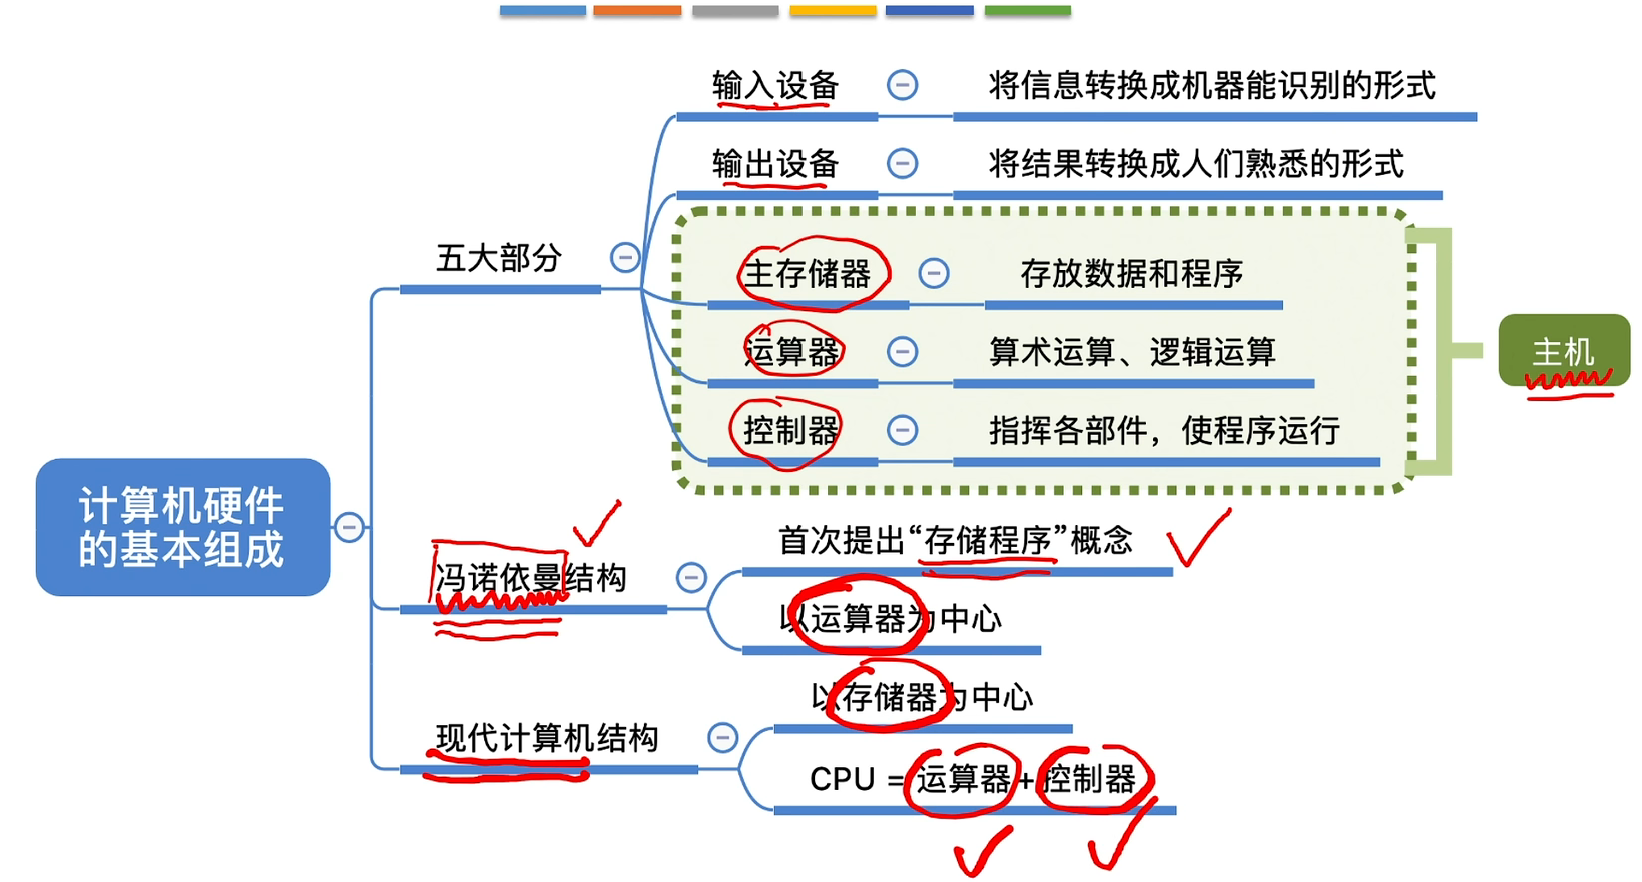 输入设备 将信息转换成机器能识别的形式
输出设备 将结果转换成人们熟悉的形式
五大部分
主存储器 存放数据和程序
运算器 算术运算、逻辑运算
主机
控制器 指挥各部件，使程序运行
计算机硬件
的基本组成
首次提出“存储程序”概念
冯诺依曼结构
以运算器为中心
以存储器为中心
现代计算机结构
CPU = 运算器+控制器